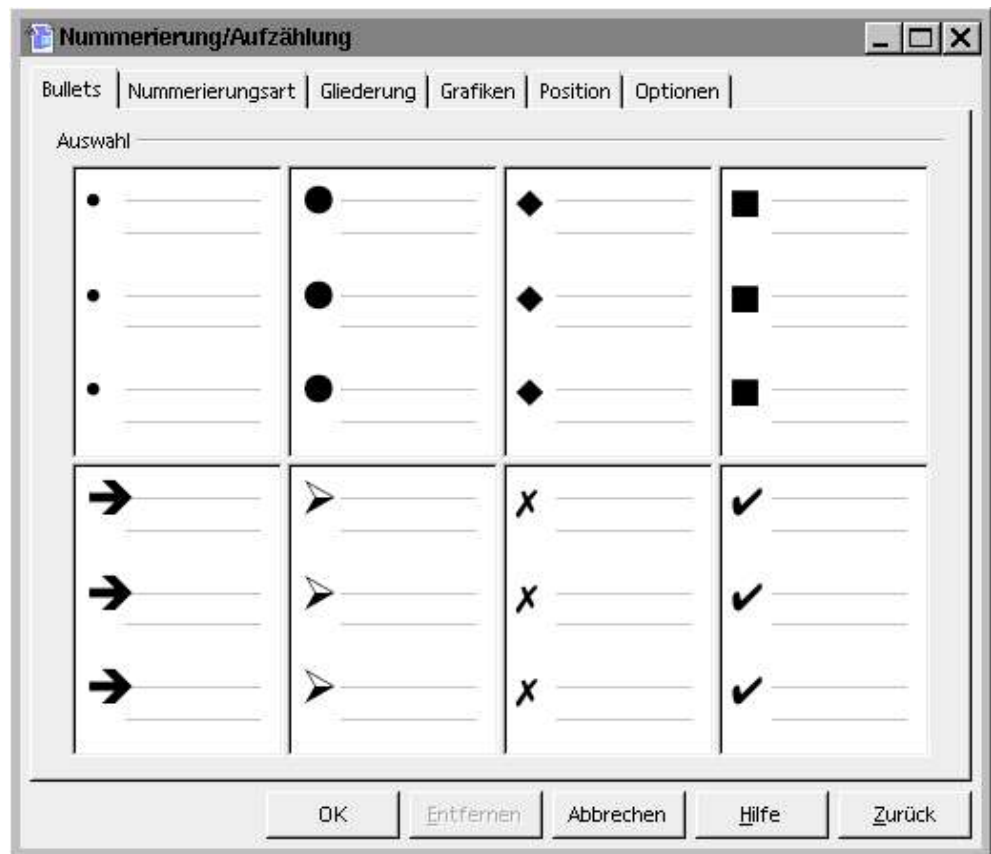 Nummerierung/Aufzählung
Bullets Nummerierungsart Gliederung Grafiken Position Optionen
Auswahl
OK Entfernen Abbrechen Hilfe Zurück